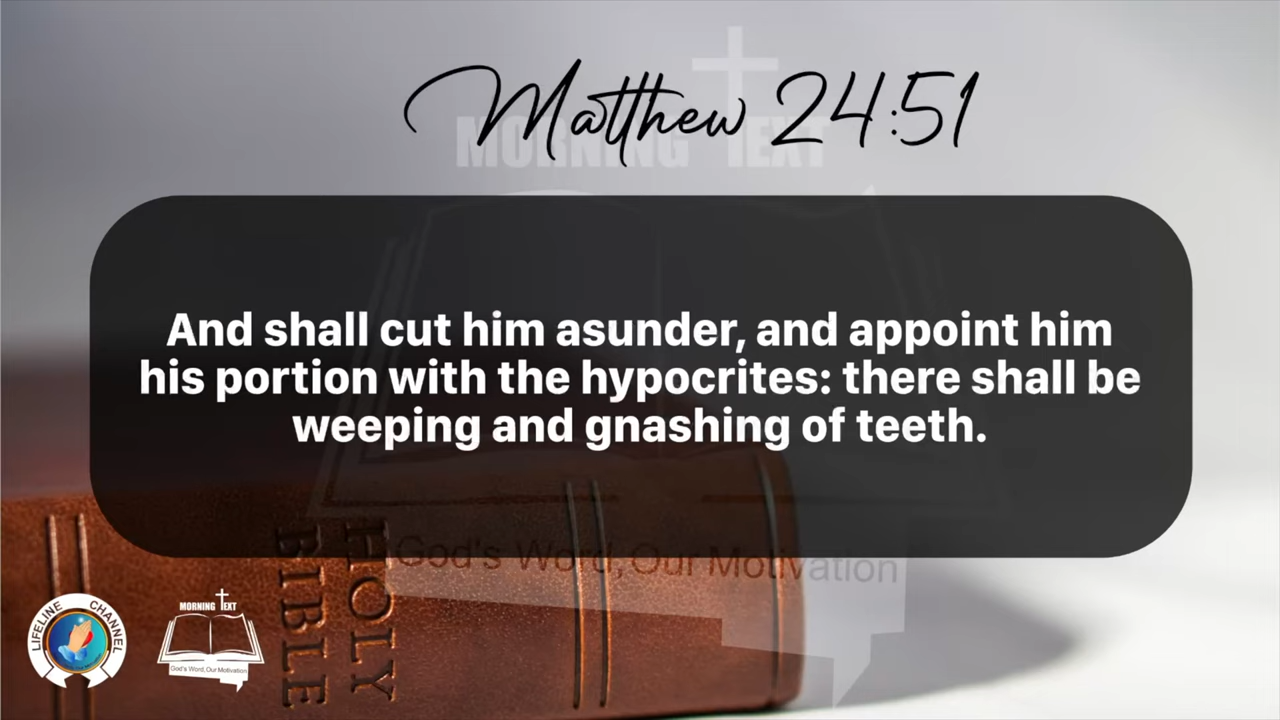 Matthew 24:51
MORNING TEXT
And shall cut him asunder, and appoint him
his portion with the hypocrites: there shall be
weeping and gnashing of teeth.
God's Word, Our Motivation
HOLY
BIBLE
LIFELINE CHANNEL
MORNING TEXT
God's Word, Our Motivation